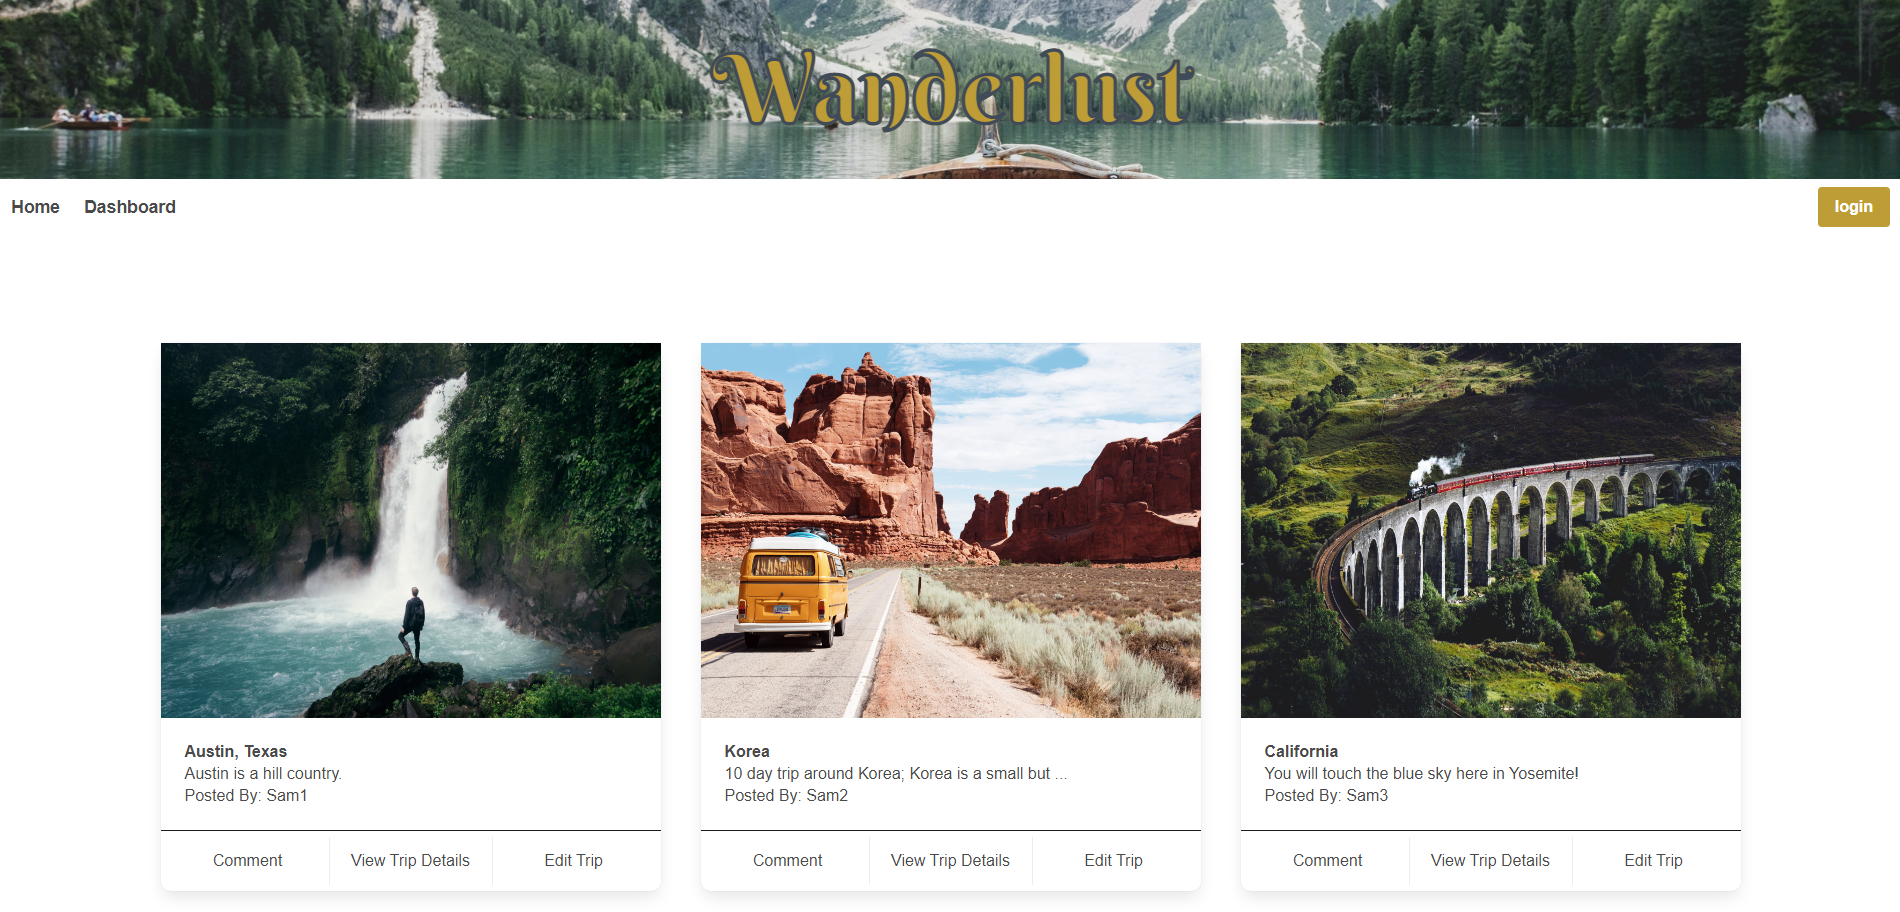 Wanderlust
Home Dashboard login
Austin, Texas
Austin is a hill country.
Posted By: Sam1
Comment View Trip Details Edit Trip
Korea
10 day trip around Korea; Korea is a small but ...
Posted By: Sam2
Comment View Trip Details Edit Trip
California
You will touch the blue sky here in Yosemite!
Posted By: Sam3
Comment View Trip Details Edit Trip